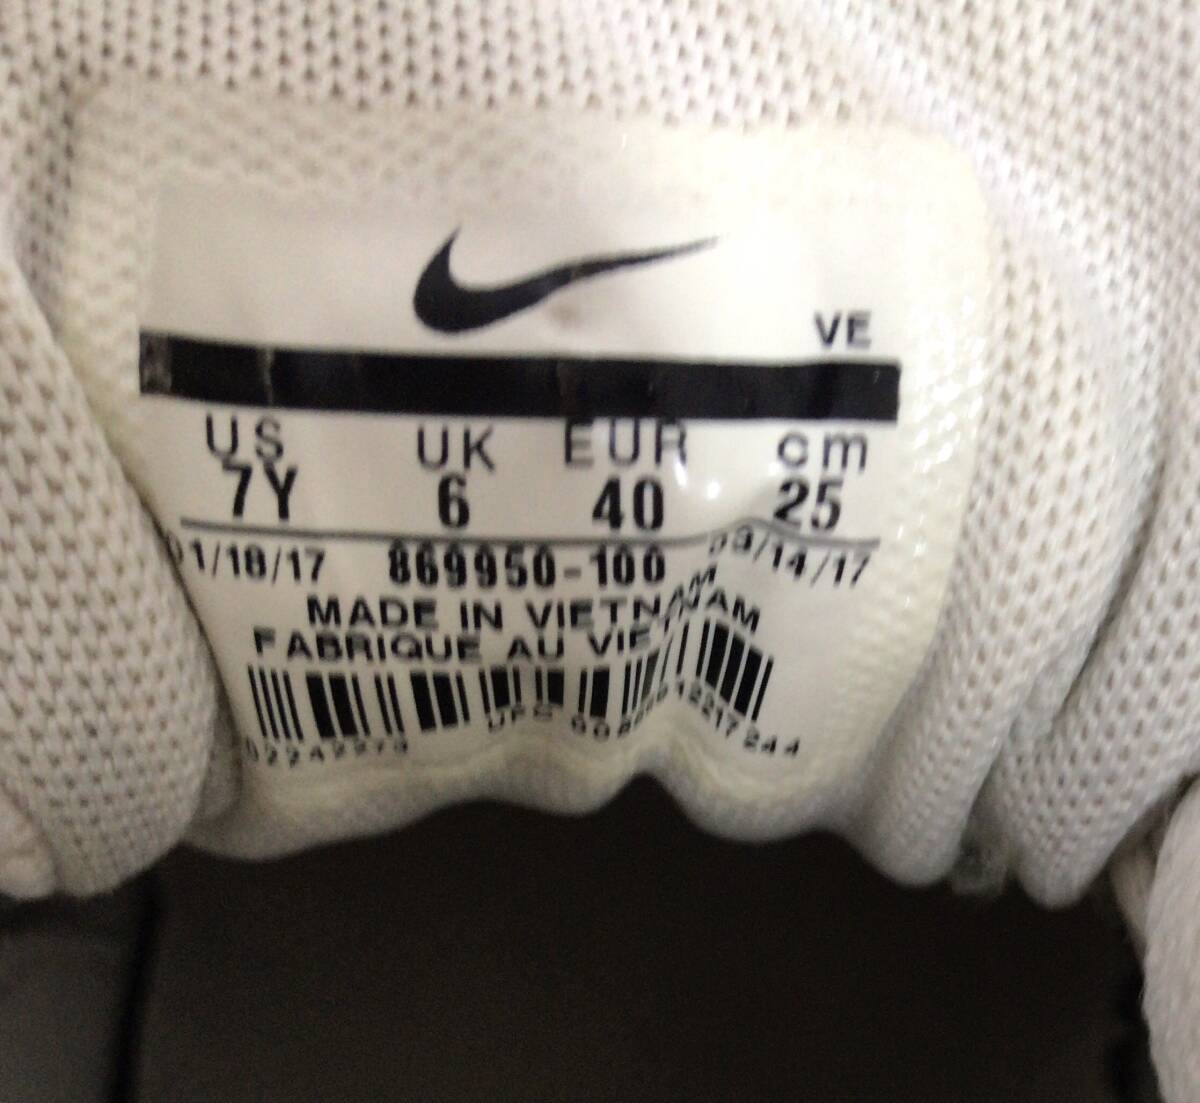 VE
US UK EUR cm
7Y 6 40 25
01/18/17 869950-100 03/14/17
MADE IN VIETNAM
FABRIQUE AU VIETNAM
UPC